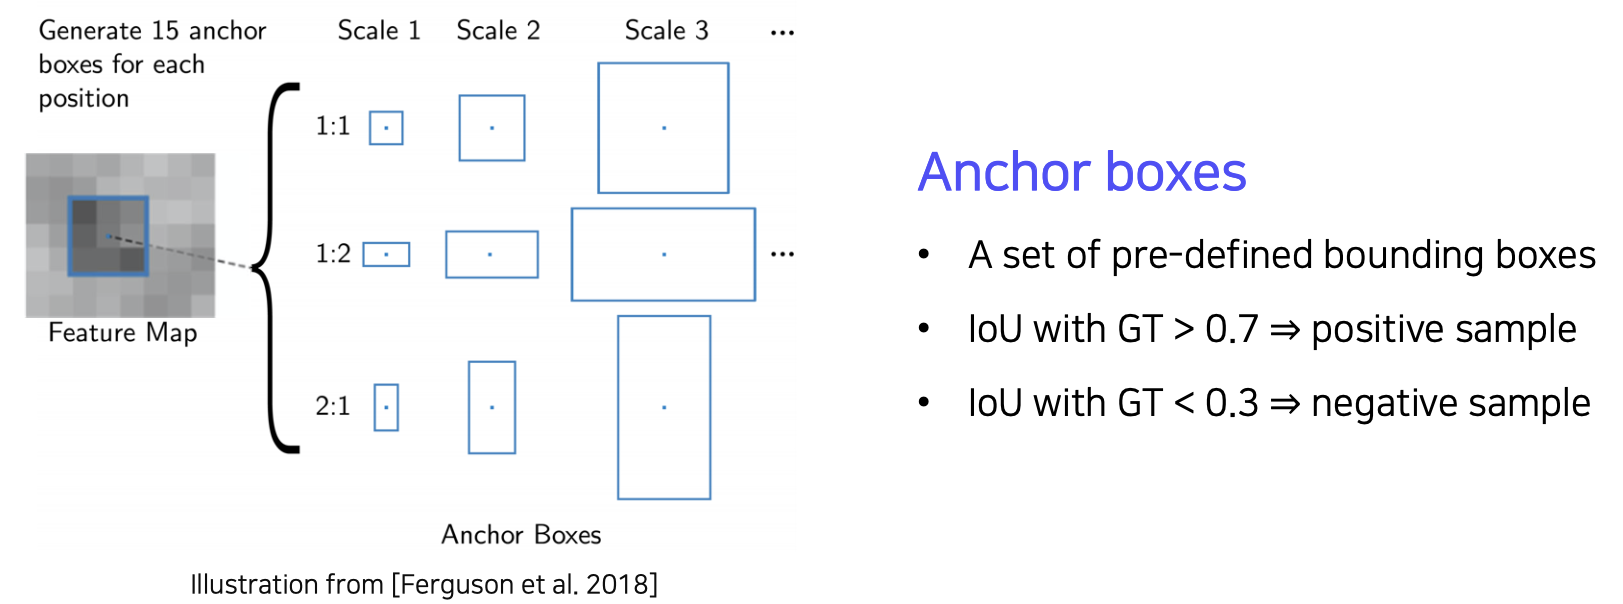 Generate 15 anchor
boxes for each
position
Scale 1 Scale 2 Scale 3 ...
1:1
1:2 ...
2:1
Feature Map
Anchor Boxes
Illustration from [Ferguson et al. 2018]
Anchor boxes
• A set of pre-defined bounding boxes
• IoU with GT > 0.7 ⇒ positive sample
• IoU with GT < 0.3 ⇒ negative sample